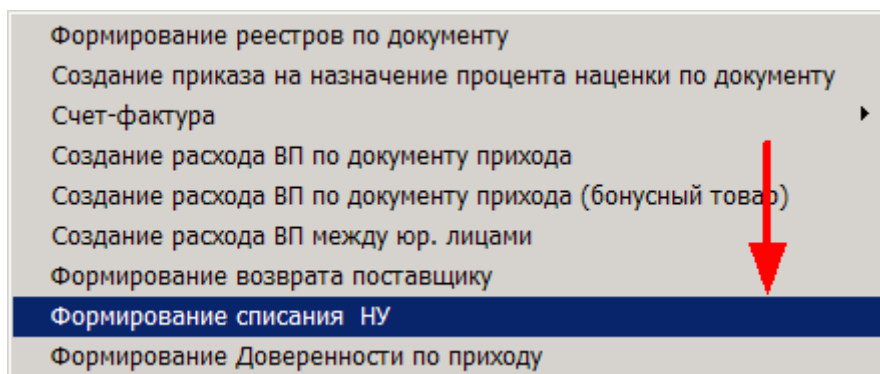 Формирование реестров по документу
Создание приказа на назначение процента наценки по документу
Счет-фактура
Создание расхода ВП по документу прихода
Создание расхода ВП по документу прихода (бонусный товар)
Создание расхода ВП между юр. лицами
Формирование возврата поставщику
Формирование списания  НУ
Формирование Доверенности по приходу